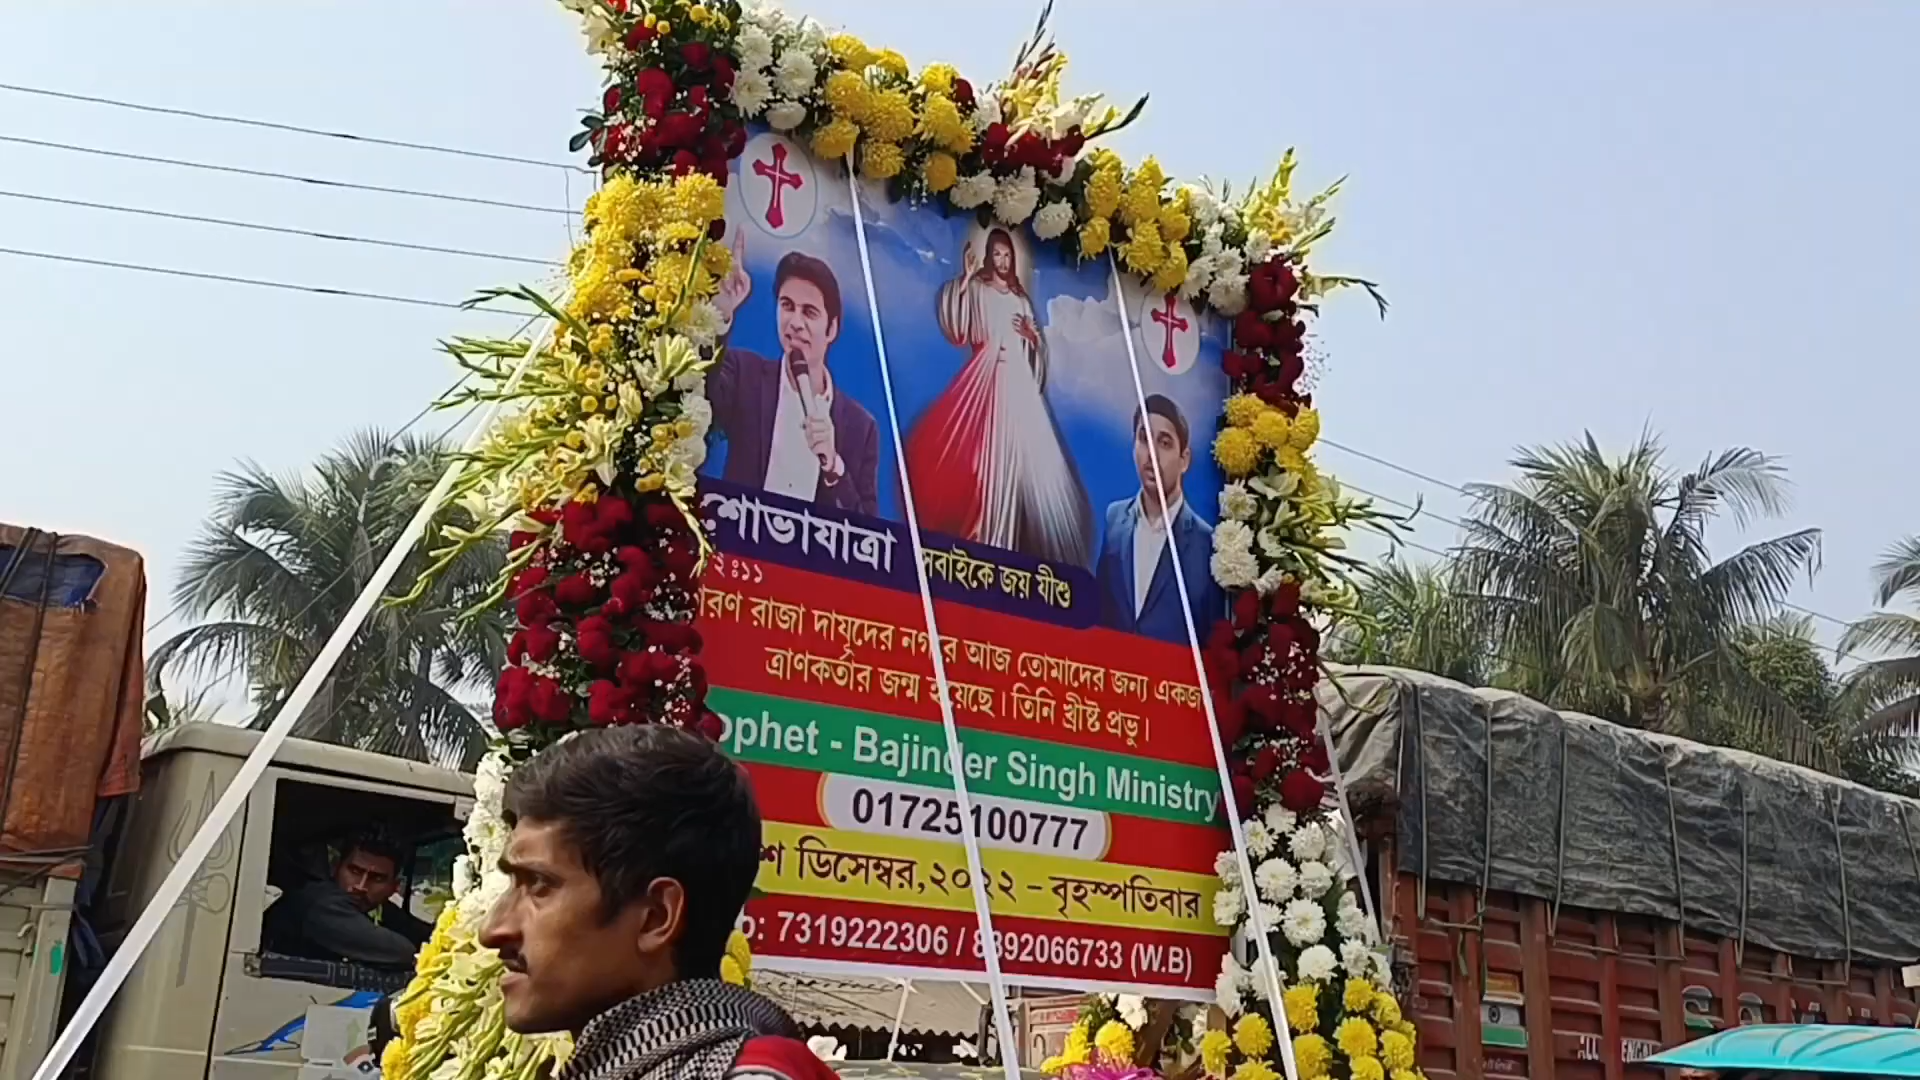 শোভাযাত্রা সবাইকে জয় যীশু
২ঃ১১
রাজা দায়ূদের নগরে আজ তোমাদের জন্য
ত্রাণকর্তার জন্ম হয়েছে। তিনি খ্রীষ্ট প্রভু।
ophet - Bajinder Singh Ministry
01725100777
ডিসেম্বর,২০২২ – বৃহস্পতিবার
o: 7319222306 / 8392066733 (W.B)